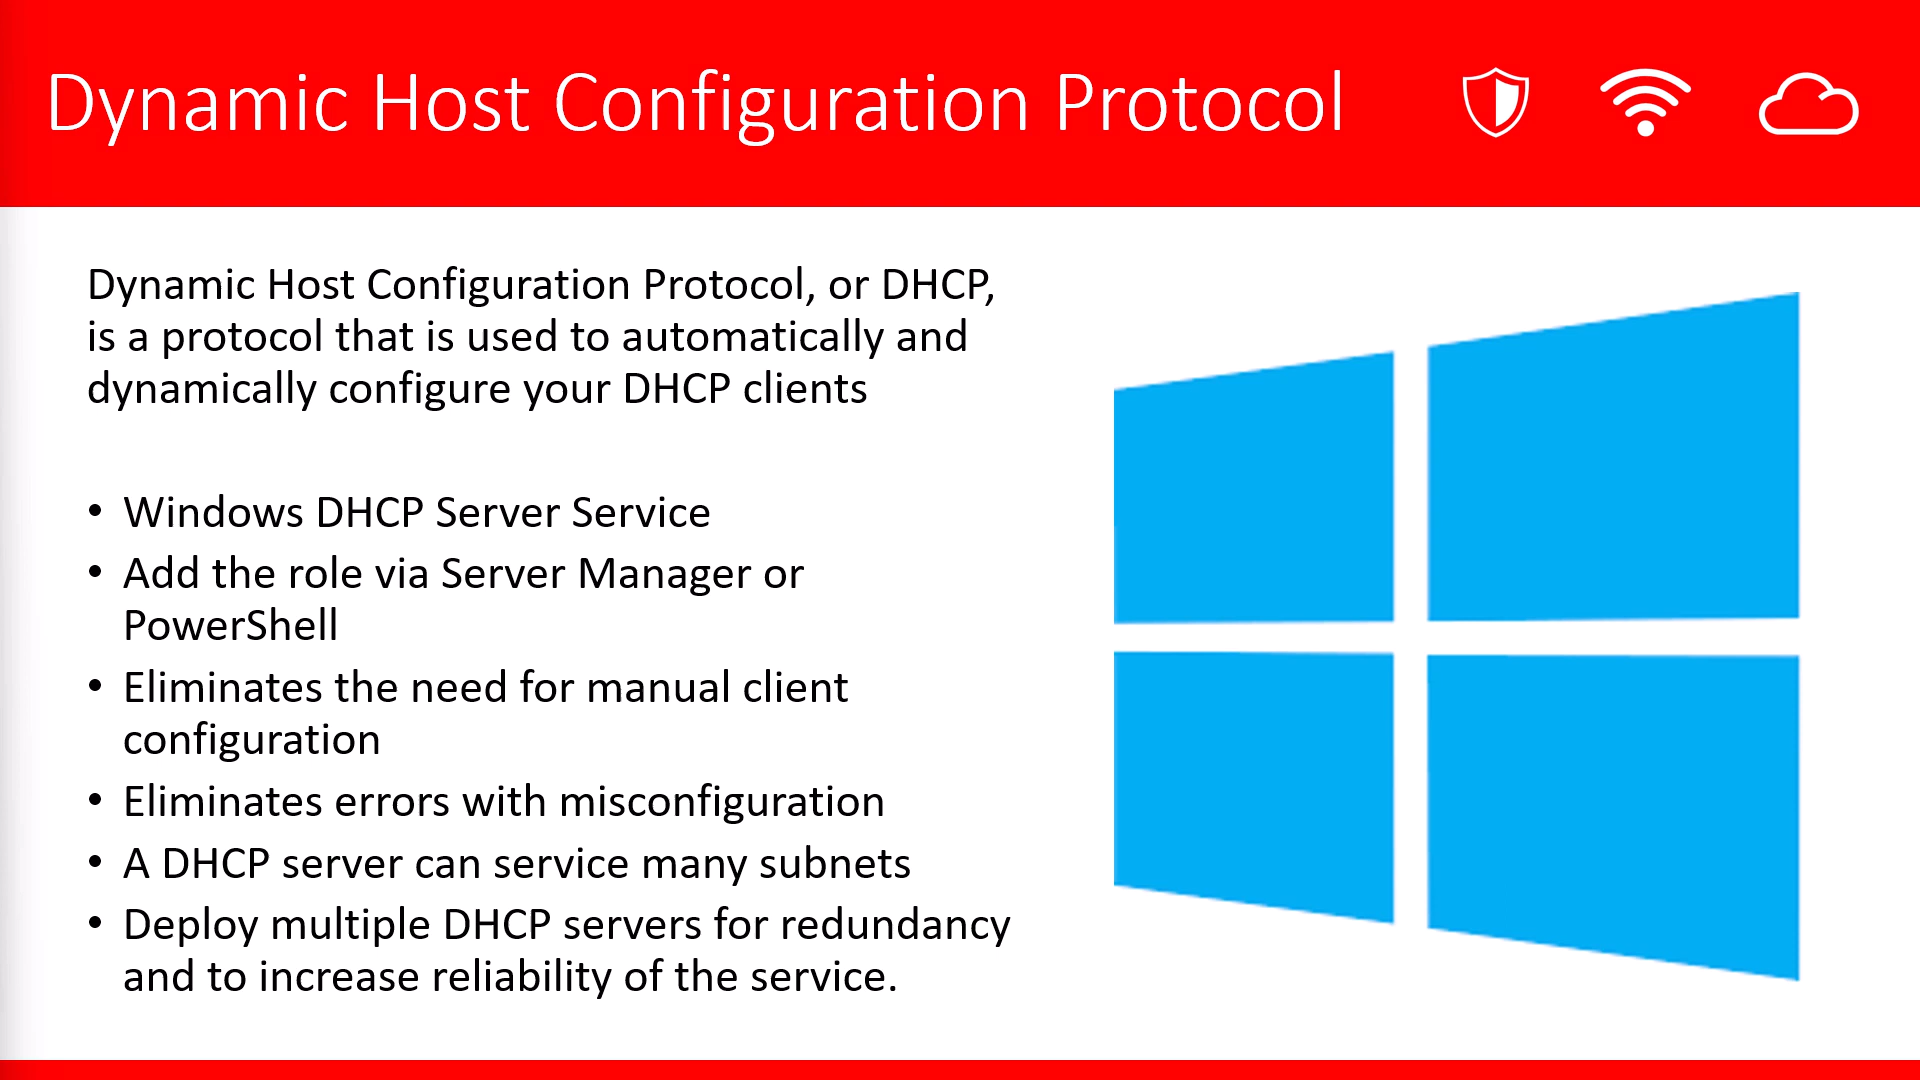 Dynamic Host Configuration Protocol
Dynamic Host Configuration Protocol, or DHCP,
is a protocol that is used to automatically and
dynamically configure your DHCP clients
• Windows DHCP Server Service
• Add the role via Server Manager or
PowerShell
• Eliminates the need for manual client
configuration
• Eliminates errors with misconfiguration
• A DHCP server can service many subnets
• Deploy multiple DHCP servers for redundancy
and to increase reliability of the service.